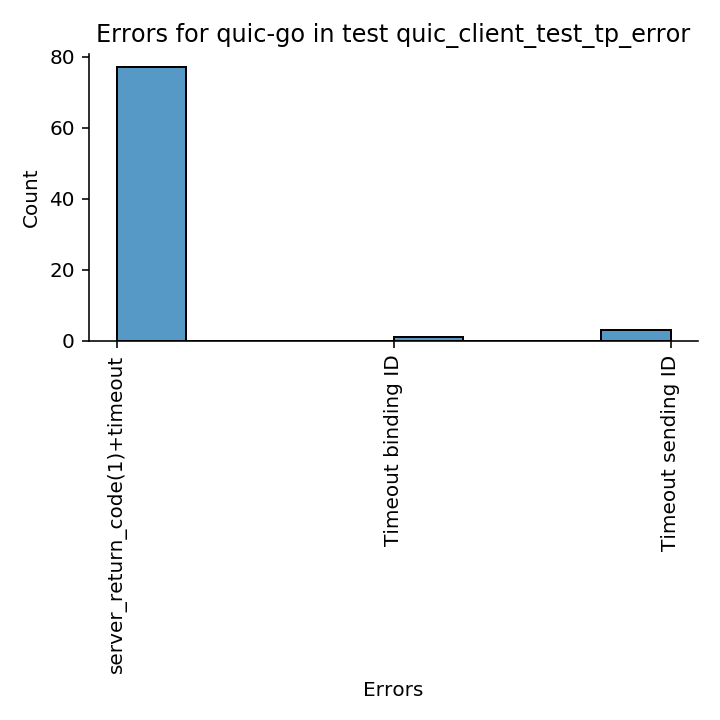 Errors for quic-go in test quic_client_test_tp_error
Count
80
60
40
20
0
server_return_code(1)+timeout
Timeout binding ID
Timeout sending ID
Errors